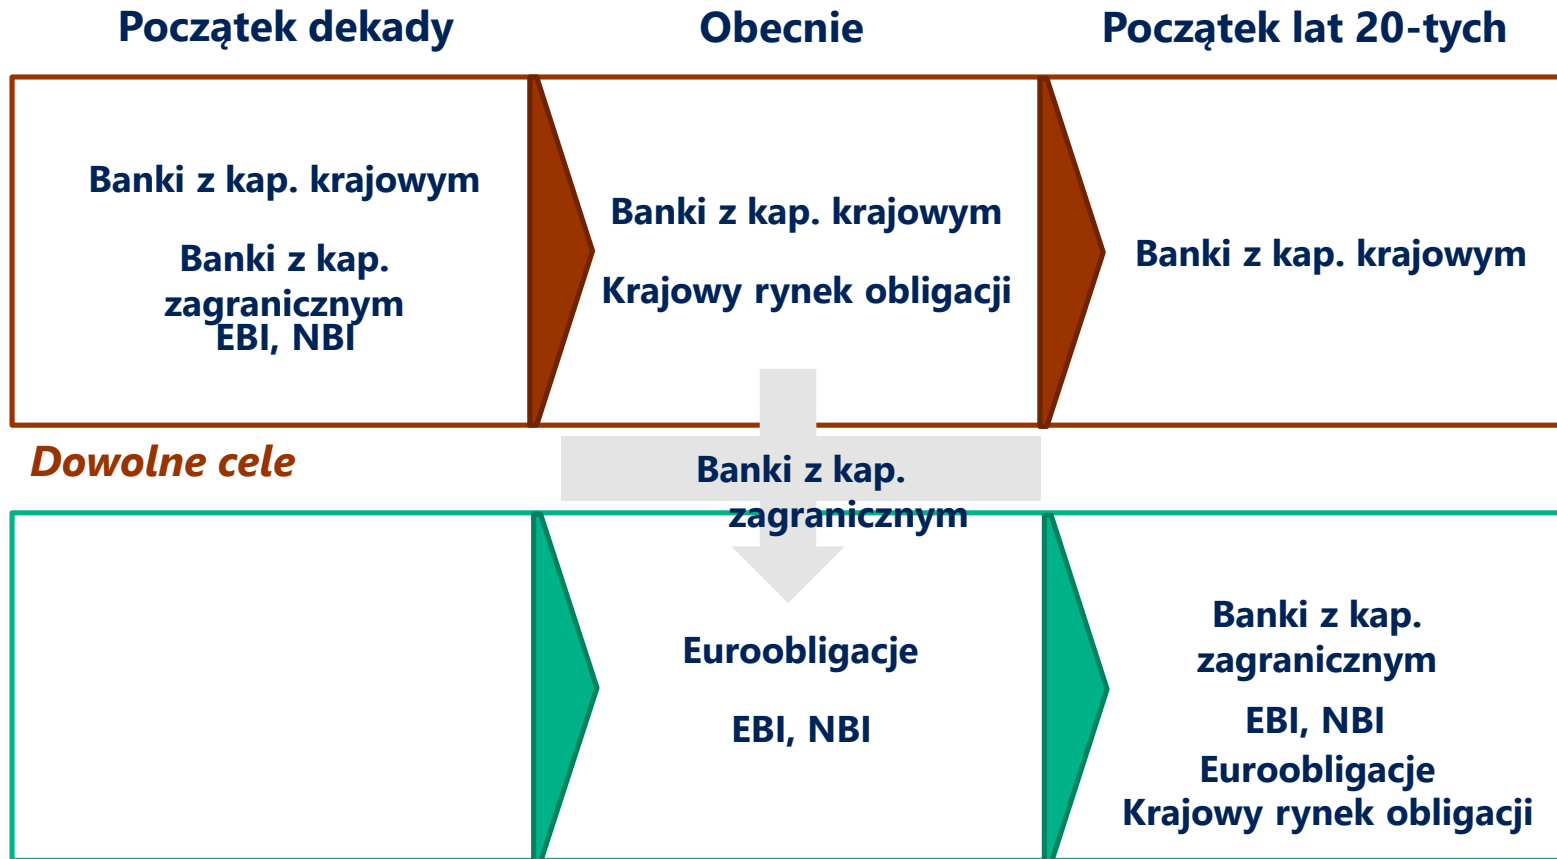 Początek dekady
Obecnie
Początek lat 20-tych
Banki z kap. krajowym
Banki z kap.
zagranicznym
EBI, NBI
Banki z kap. krajowym
Krajowy rynek obligacji
Banki z kap. krajowym
Dowolne cele
Banki z kap.
zagranicznym
Euroobligacje
EBI, NBI
Banki z kap.
zagranicznym
EBI, NBI
Euroobligacje
Krajowy rynek obligacji